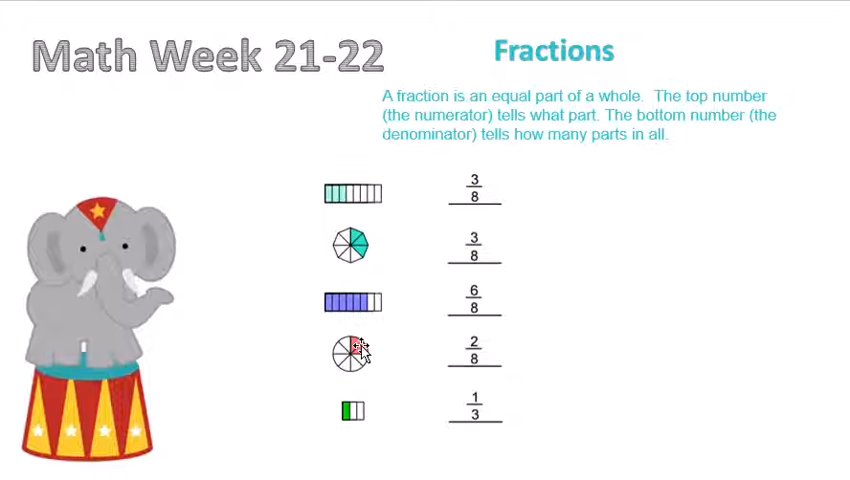 Math Week 21-22
Fractions
A fraction is an equal part of a whole. The top number
(the numerator) tells what part. The bottom number (the
denominator) tells how many parts in all.
3
8
3
8
6
8
2
8
1
3